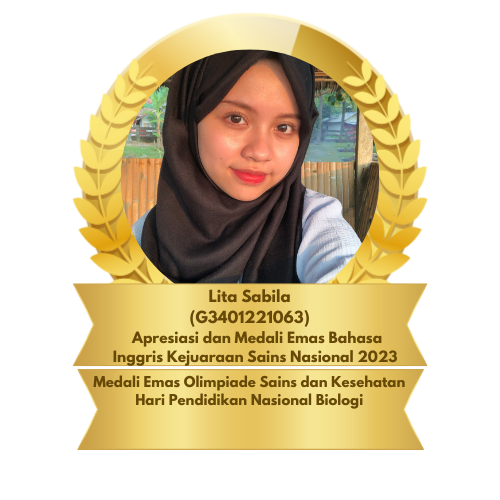 Lita Sabila
(G3401221063)
Apresiasi dan Medali Emas Bahasa
Inggris Kejuaraan Sains Nasional 2023
Medali Emas Olimpiade Sains dan Kesehatan
Hari Pendidikan Nasional Biologi